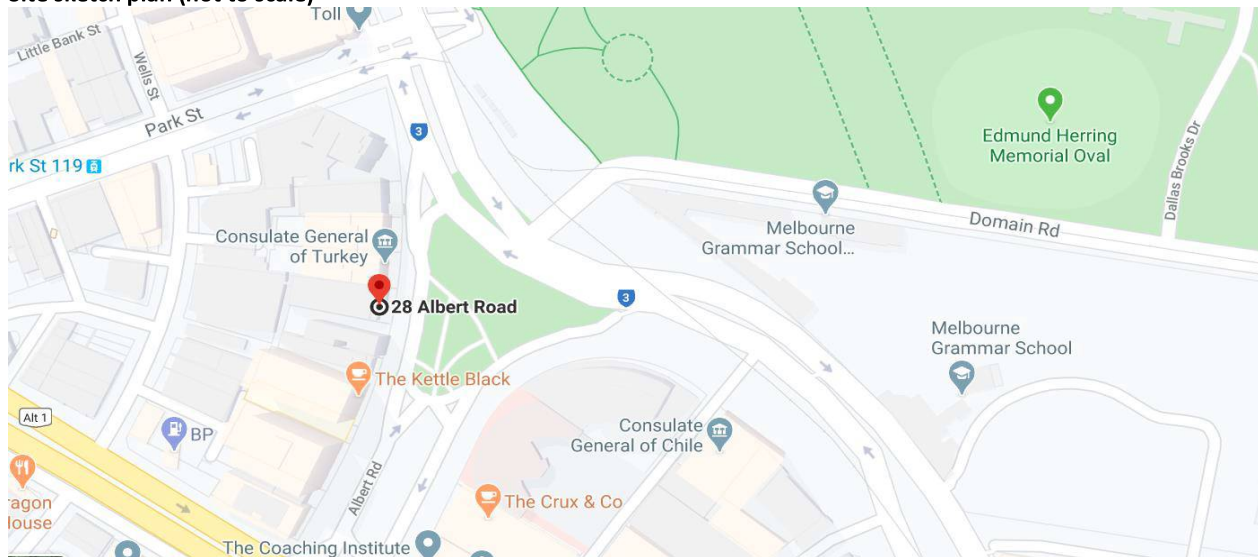 Toll
Little Bank St
Wells St
Park St
rk St 119
3
Edmund Herring
Memorial Oval
Dallas Brooks Dr
Domain Rd
Melbourne
Grammar School...
Consulate General
of Turkey
28 Albert Road
3
Melbourne
Grammar School
The Kettle Black
Alt 1
BP
Consulate
General of Chile
Albert Rd
The Crux & Co
ragon
House
The Coaching Institute